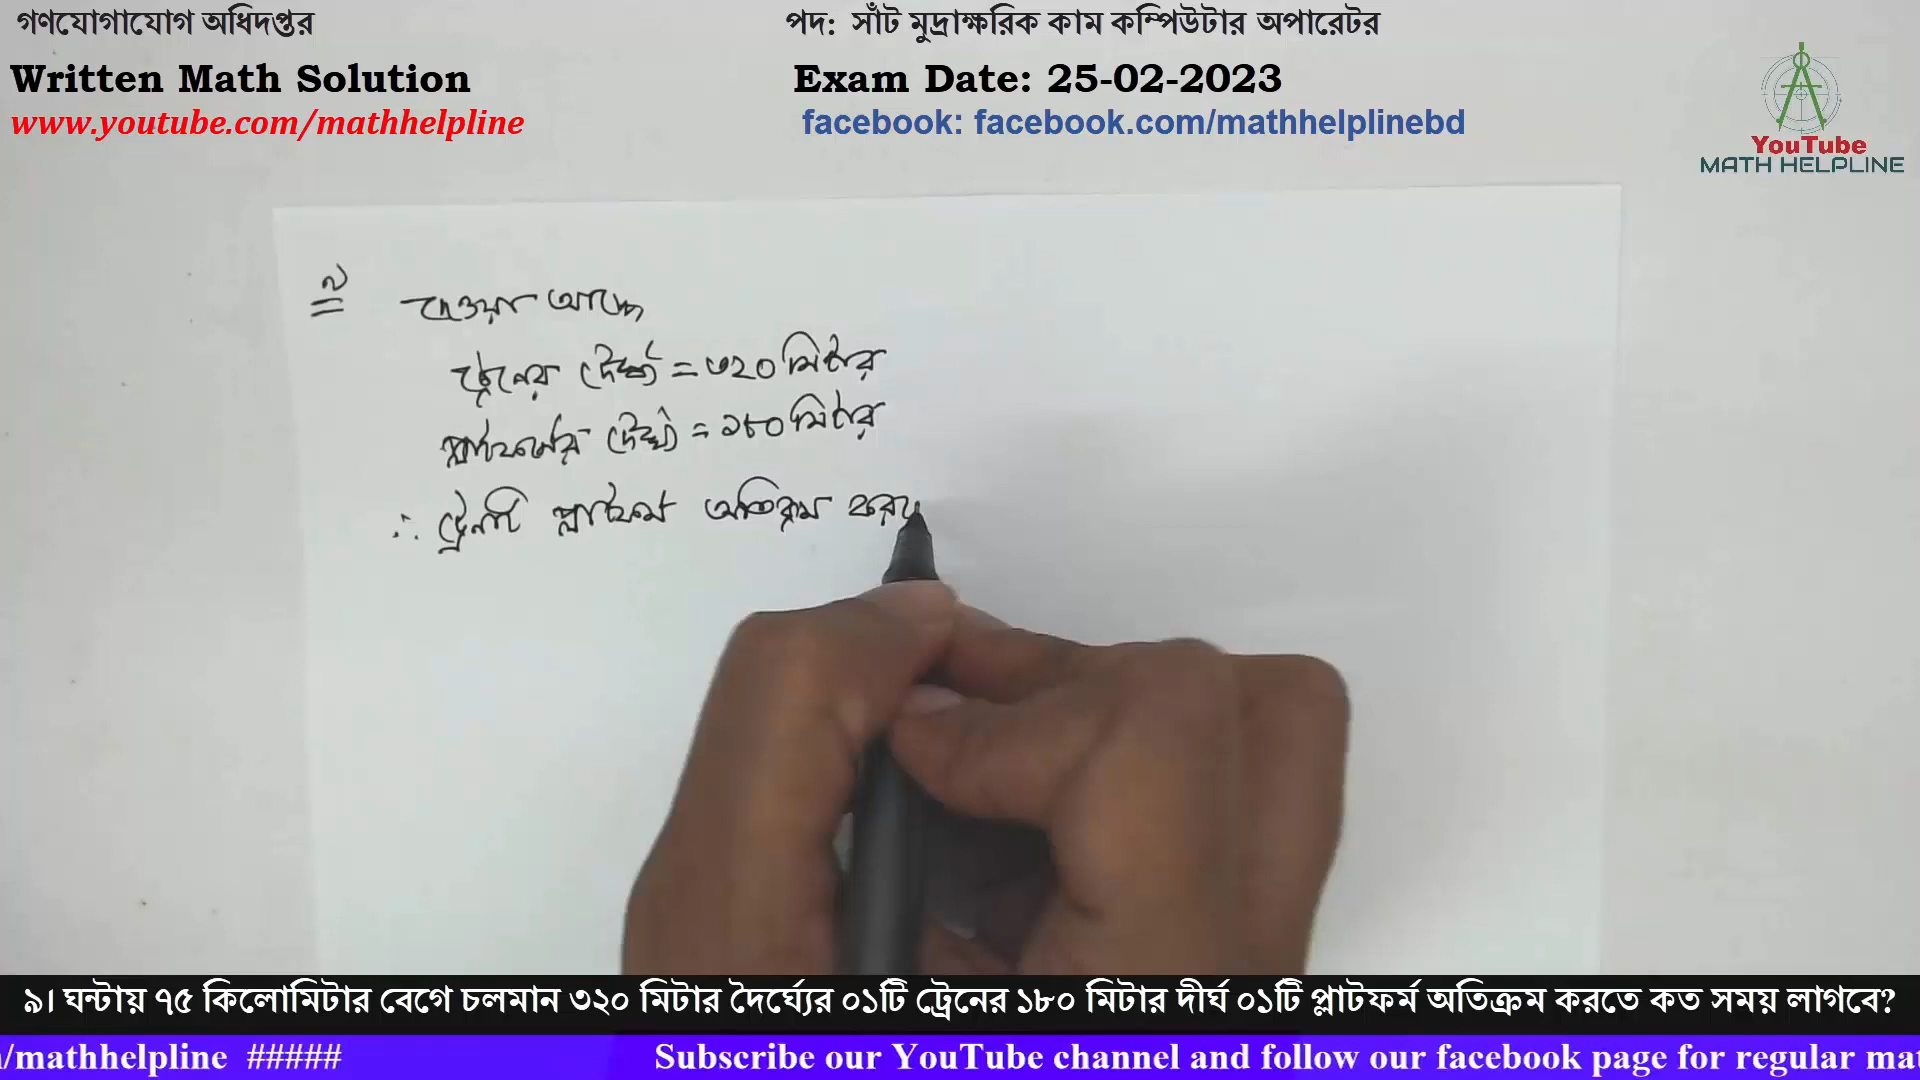 গণযোগাযোগ অধিদপ্তর
পদ: সাঁট মুদ্রাক্ষরিক কাম কম্পিউটার অপারেটর
Written Math Solution
Exam Date: 25-02-2023
www.youtube.com/mathhelpline
facebook: facebook.com/mathhelplinebd
YouTube
MATH HELPLINE
৯
দেওয়া আছে
ট্রেনের দৈর্ঘ্য = ৩২০ মিটার
প্লাটফর্মের দৈর্ঘ্য = ১৮০ মিটার
∴ ট্রেনটি প্লাটফর্ম অতিক্রম
৯। ঘন্টায় ৭৫ কিলোমিটার বেগে চলমান ৩২০ মিটার দৈর্ঘ্যের ০১টি ট্রেনের ১৮০ মিটার দীর্ঘ ০১টি প্লাটফর্ম অতিক্রম করতে কত সময় লাগবে?
/mathhelpline ##### Subscribe our YouTube channel and follow our facebook page for regular